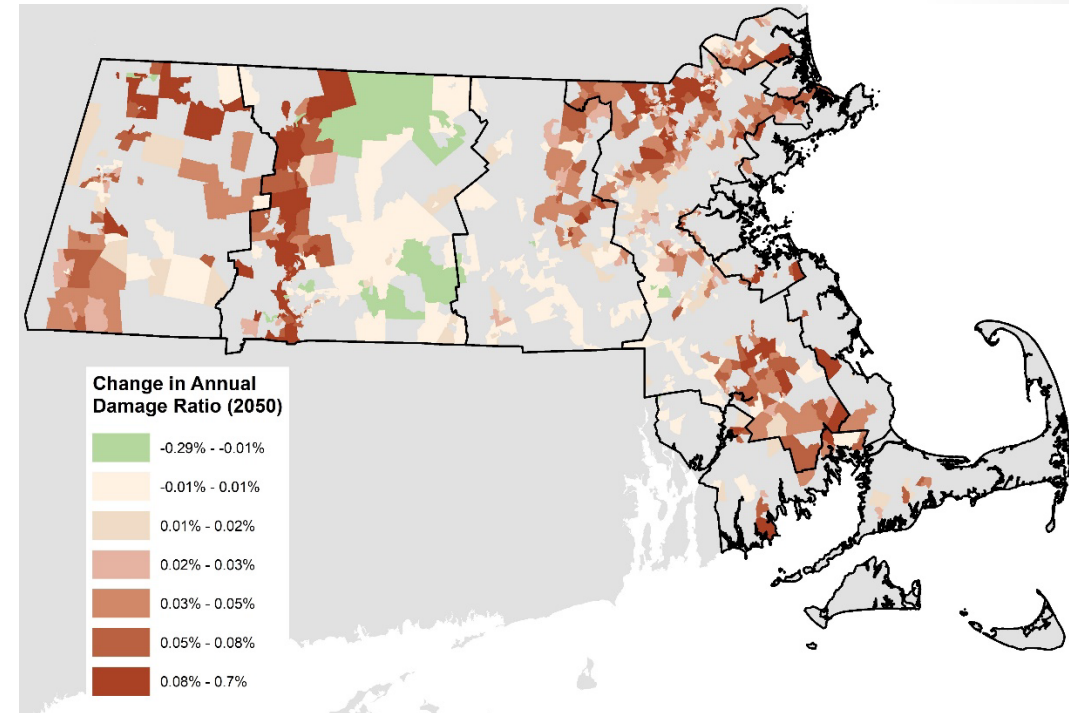 Change in Annual
Damage Ratio (2050)
-0.29% - -0.01%
-0.01% - 0.01%
0.01% - 0.02%
0.02% - 0.03%
0.03% - 0.05%
0.05% - 0.08%
0.08% - 0.7%